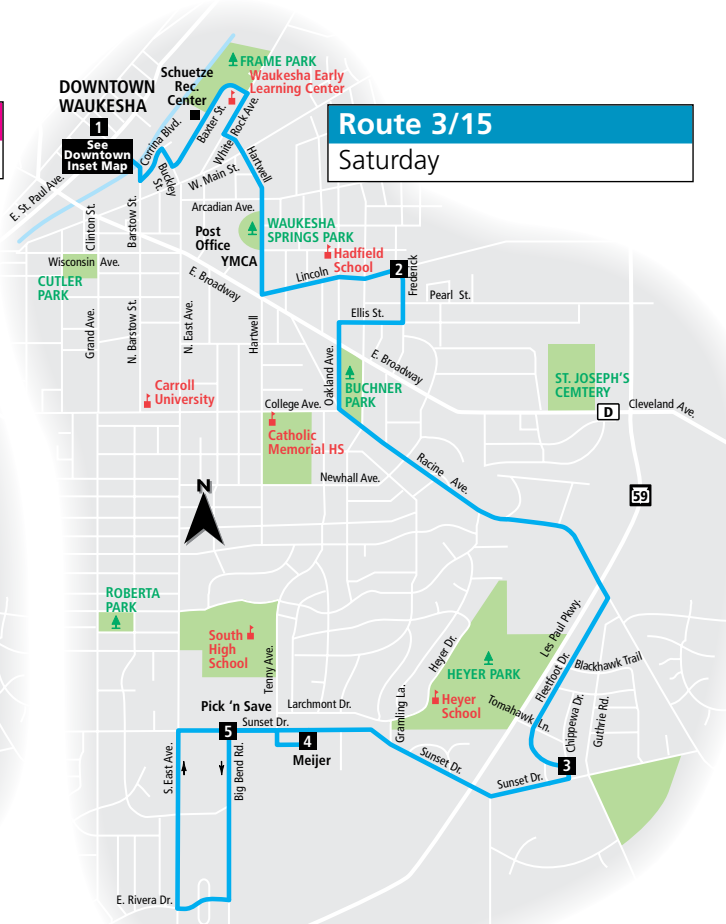 FRAME PARK
Waukesha Early
Learning Center
Schuetze
Rec.
Center
DOWNTOWN
WAUKESHA
1
See
Downtown
Inset Map
Corrina Blvd.
Baxter St.
White Rock Ave.
Buckley
St.
Hartwell
W. Main St.
Route 3/15
Saturday
E. St. Paul Ave.
Clinton St.
Barstow St.
Arcadian Ave.
Post
Office
YMCA
WAUKESHA
SPRINGS PARK
Hadfield
School
2
Frederick
Wisconsin Ave.
CUTLER
PARK
E. Broadway
Lincoln
Pearl St.
Ellis St.
Grand Ave.
N. Barstow St.
N. East Ave.
Hartwell
Oakland Ave.
E. Broadway
BUCHNER
PARK
ST. JOSEPH'S
CEMTERY
D
Cleveland Ave.
Carroll
University
College Ave.
Catholic
Memorial HS
Newhall Ave.
Racine Ave.
N
59
ROBERTA
PARK
South
High
School
Tenny Ave.
Heyer Dr.
HEYER PARK
Les Paul Pkwy.
Fleetfoot Dr.
Blackhawk Trail
Gramling La.
Heyer
School
Tomahawk Ln.
Chippewa Dr.
Guthrie Rd.
Pick 'n Save
Larchmont Dr.
Sunset Dr.
5
4
Meijer
Sunset Dr.
Sunset Dr.
3
S. East Ave.
Big Bend Rd.
E. Rivera Dr.